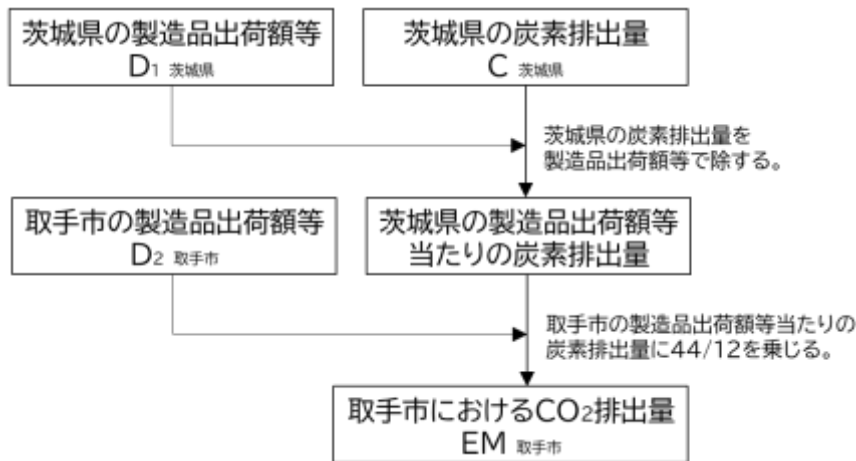 茨城県の製造品出荷額等
D1 茨城県
茨城県の炭素排出量
C 茨城県
茨城県の炭素排出量を
製造品出荷額等で除する。
取手市の製造品出荷額等
D2 取手市
茨城県の製造品出荷額等
当たりの炭素排出量
取手市の製造品出荷額等当たりの
炭素排出量に44/12を乗じる。
取手市におけるCO2排出量
EM 取手市